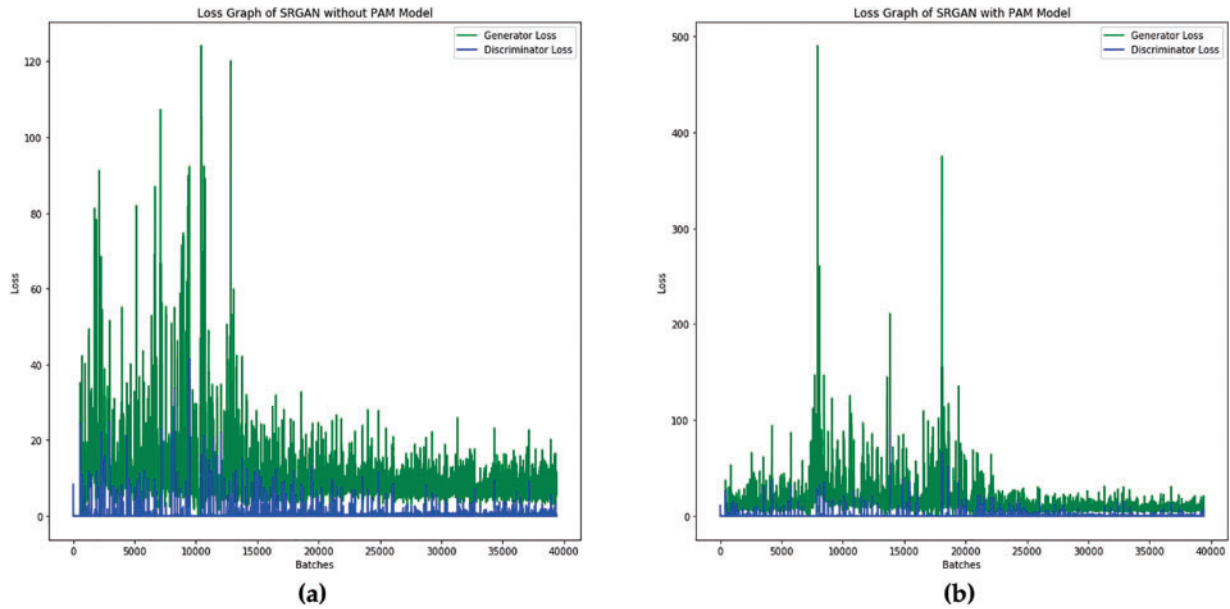 Loss Graph of SRGAN without PAM Model
Generator Loss
Discriminator Loss
120
100
80
60
40
20
0
Loss
0 5000 10000 15000 20000 25000 30000 35000 40000
Batches
(a)
Loss Graph of SRGAN with PAM Model
Generator Loss
Discriminator Loss
500
400
300
200
100
0
Loss
0 5000 10000 15000 20000 25000 30000 35000 40000
Batches
(b)